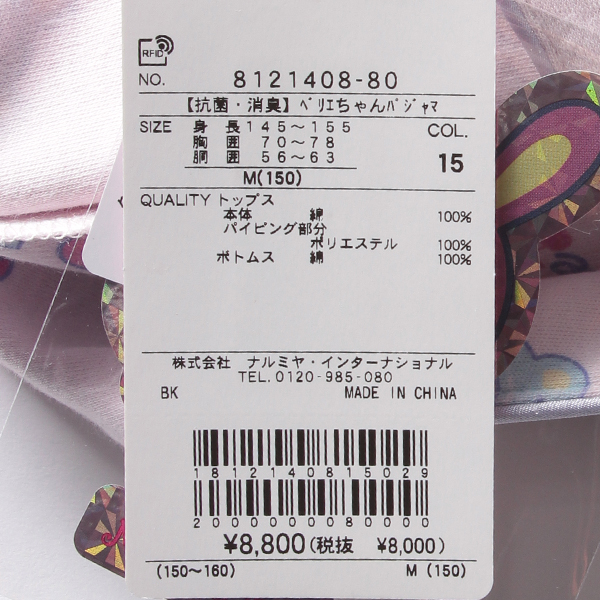 RFID
NO. 8121408-80
【抗菌・消臭】ベリエちゃんパジャマ
SIZE 身長 145～155 COL.
胸囲 70～78
胴囲 56～63 15
M(150)
QUALITY トップス
本体 綿 100%
パイピング部分
ポリエステル 100%
ボトムス 綿 100%
株式会社 ナルミヤ・インターナショナル
TEL.0120-985-080
BK MADE IN CHINA
1812140815029
2000000080000
¥8,800(税抜 ¥8,000)
(150～160) M (150)